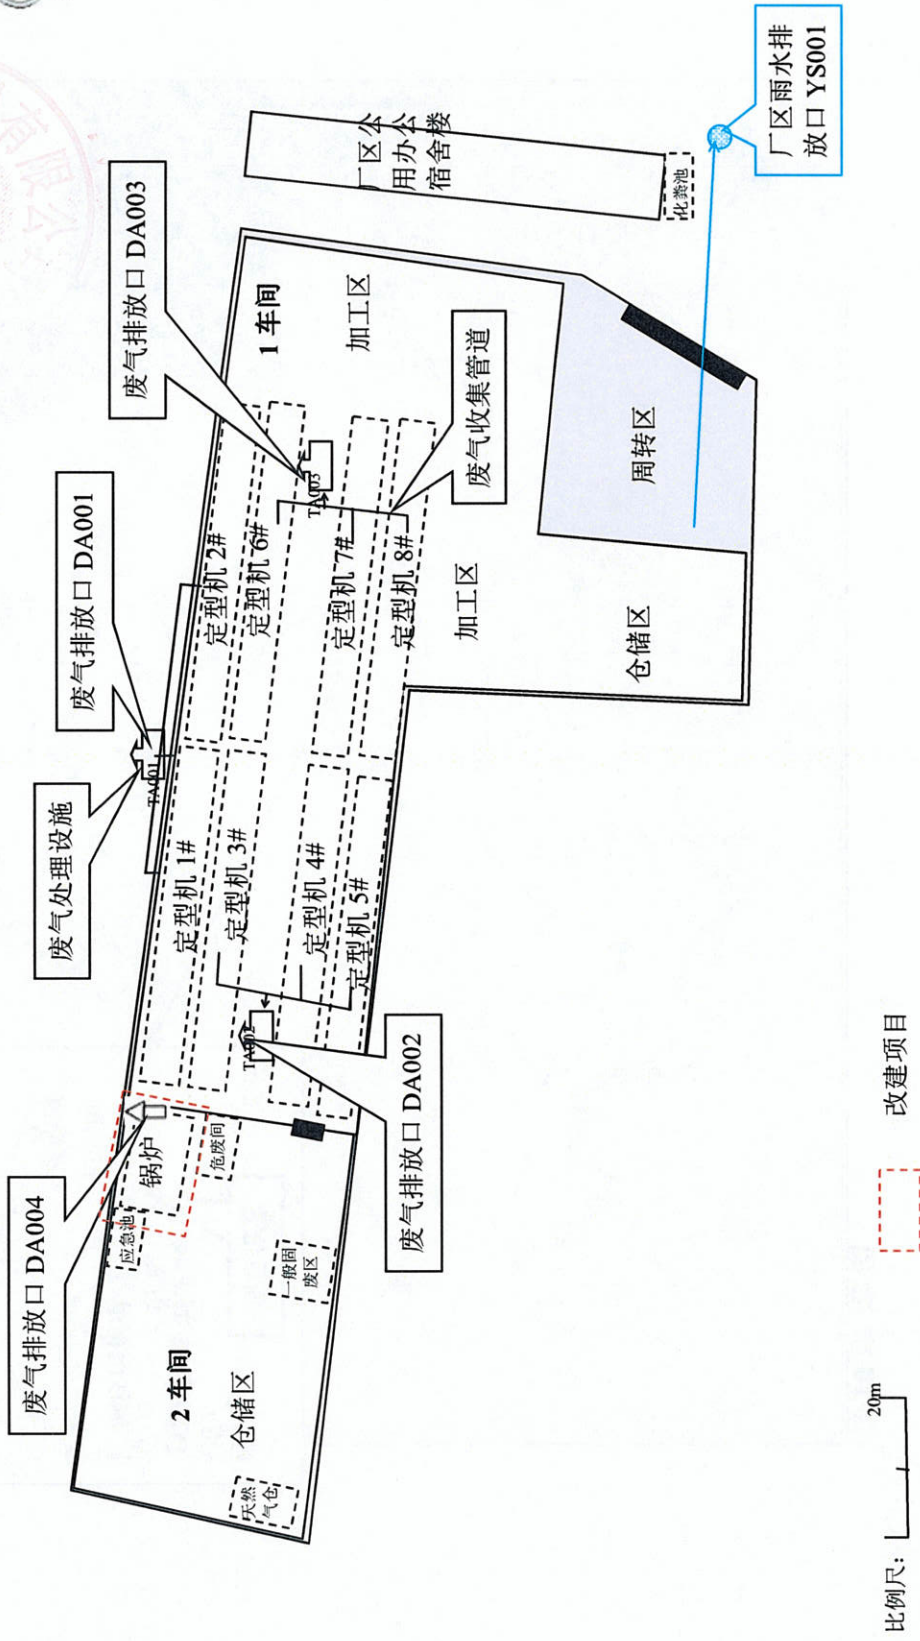 废气排放口 DA004
废气处理设施
废气排放口 DA001
废气排放口 DA003
厂区公
用办公
宿舍楼
化粪池
厂区雨水排
放口 YS001
1 车间
加工区
定型机 2#
定型机 6#
定型机 7#
定型机 8#
TA003
废气收集管道
加工区
周转区
仓储区
TA001
定型机 1#
定型机 3#
定型机 4#
定型机 5#
TA002
废气排放口 DA002
锅炉
应急池
危废间
一般固
废区
2 车间
仓储区
天然
气仓
比例尺：
20m
改建项目